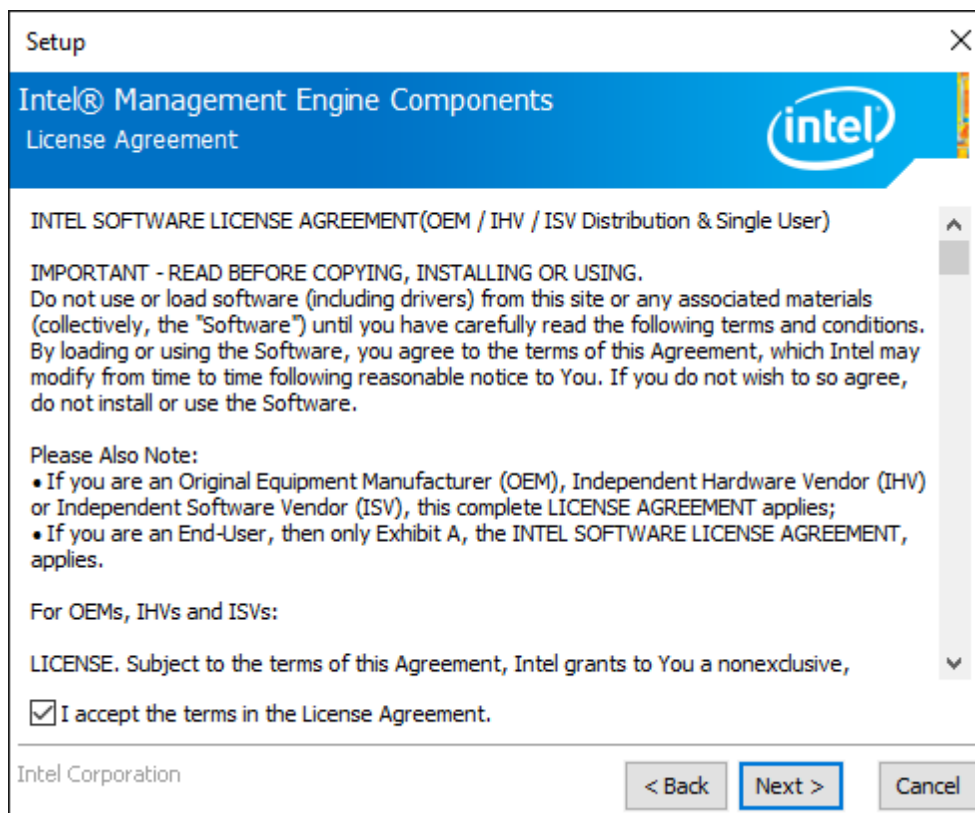 Setup
Intel® Management Engine Components
License Agreement
intel
INTEL SOFTWARE LICENSE AGREEMENT(OEM / IHV / ISV Distribution & Single User)
IMPORTANT - READ BEFORE COPYING, INSTALLING OR USING.
Do not use or load software (including drivers) from this site or any associated materials
(collectively, the "Software") until you have carefully read the following terms and conditions.
By loading or using the Software, you agree to the terms of this Agreement, which Intel may
modify from time to time following reasonable notice to You. If you do not wish to so agree,
do not install or use the Software.
Please Also Note:
• If you are an Original Equipment Manufacturer (OEM), Independent Hardware Vendor (IHV)
or Independent Software Vendor (ISV), this complete LICENSE AGREEMENT applies;
• If you are an End-User, then only Exhibit A, the INTEL SOFTWARE LICENSE AGREEMENT,
applies.
For OEMs, IHVs and ISVs:
LICENSE. Subject to the terms of this Agreement, Intel grants to You a nonexclusive,
I accept the terms in the License Agreement.
Intel Corporation
< Back Next > Cancel